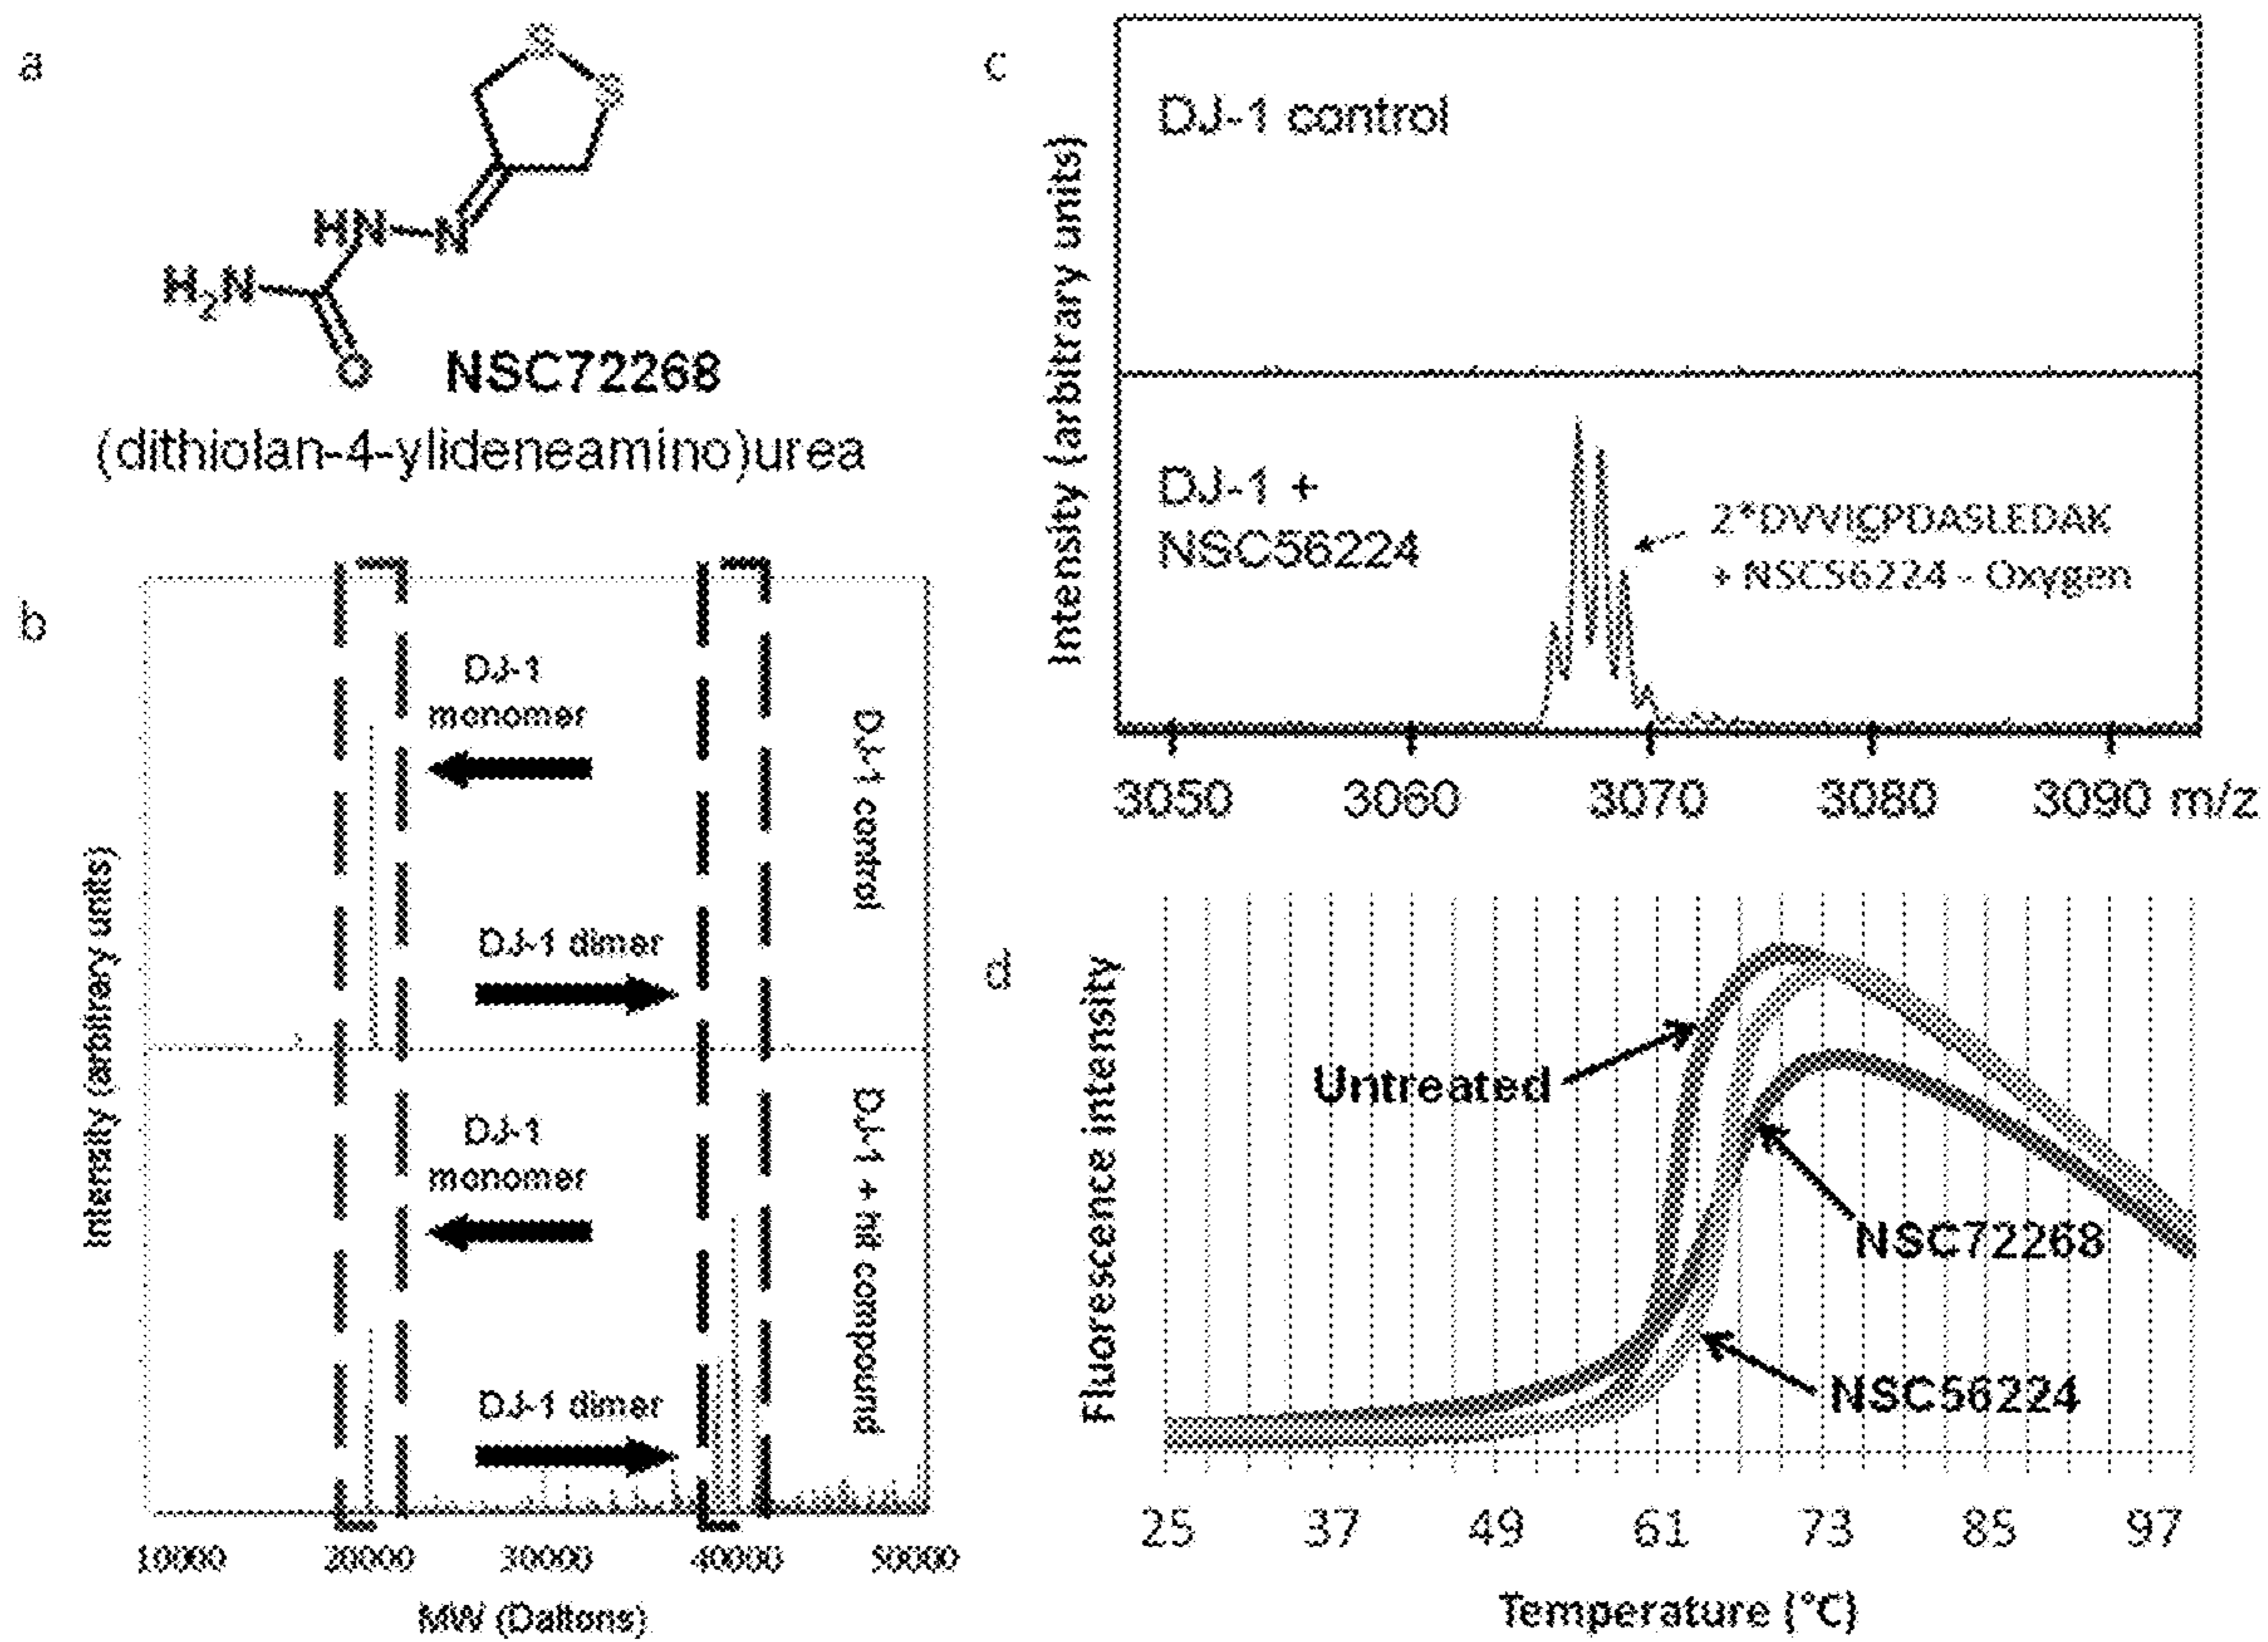 a
S
S
HN
N
H2N
O
NSC72268
(dithiolan-4-ylideneamino)urea
b
Intensity (arbitrary units)
DJ-1
monomer
DJ-1 dimer
DJ-1 control
DJ-1
monomer
DJ-1 dimer
DJ-1 + hit compound
10000 20000 30000 40000 50000
MW (Daltons)
c
Intensity (arbitrary units)
DJ-1 control
DJ-1 +
NSC56224
2*DVVICPDASLEDAK
+ NSC56224 - Oxygen
3050 3060 3070 3080 3090 m/z
d
Fluorescence intensity
Untreated
NSC72268
NSC56224
25 37 49 61 73 85 97
Temperature (°C)